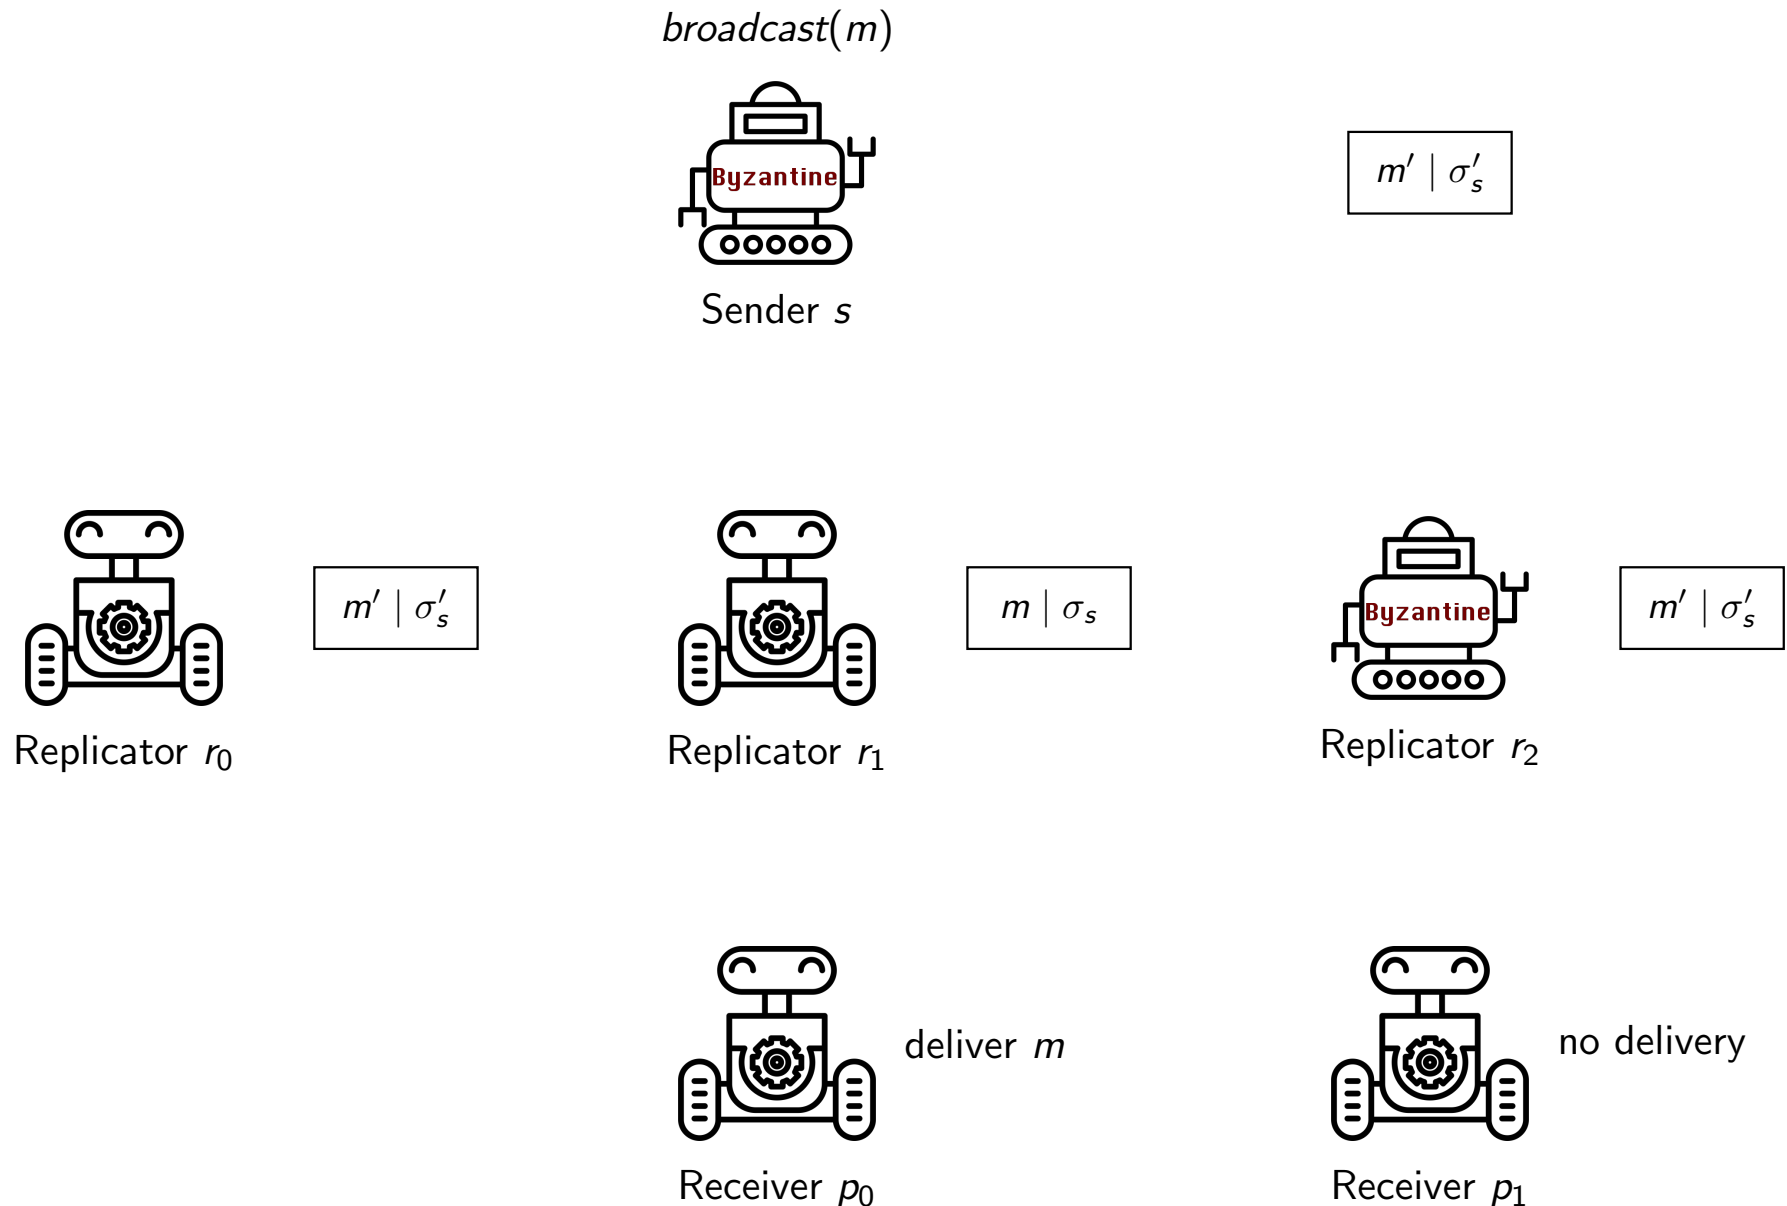 broadcast(m)
Byzantine
m′ | σ′ₛ
Sender s
m′ | σ′ₛ
m | σₛ
Byzantine
m′ | σ′ₛ
Replicator r₀
Replicator r₁
Replicator r₂
deliver m
no delivery
Receiver p₀
Receiver p₁